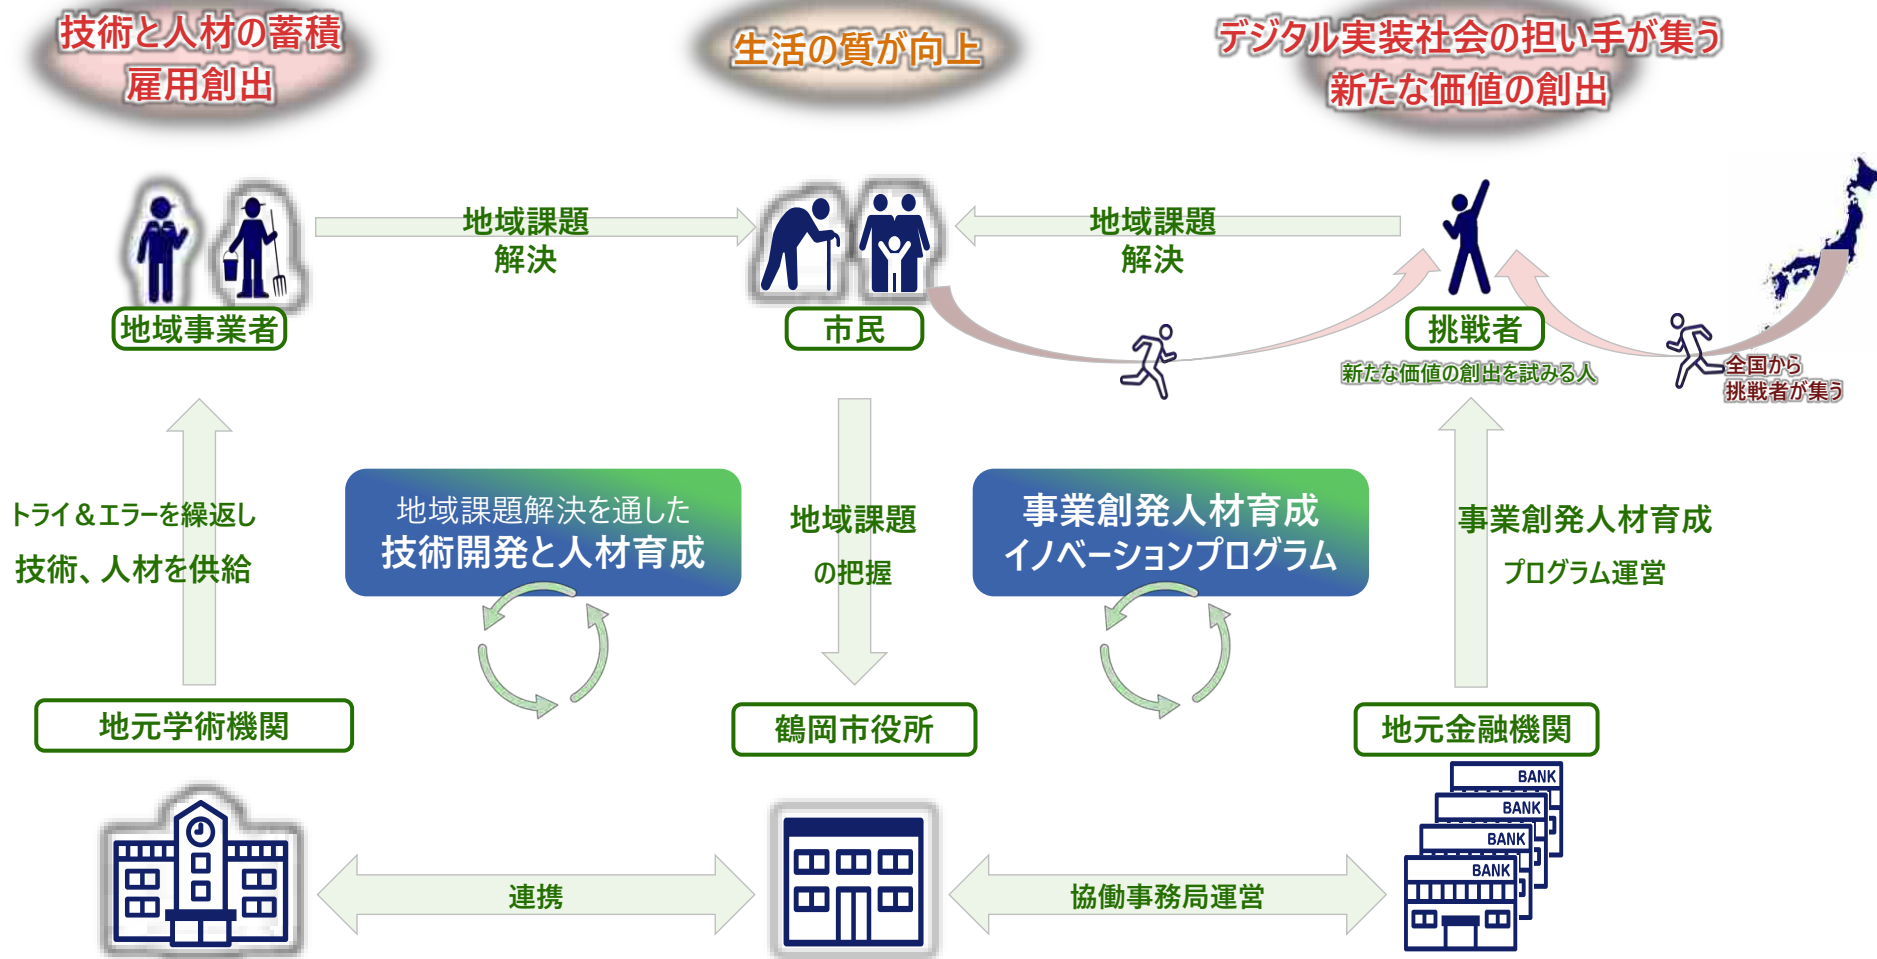 技術と人材の蓄積
雇用創出
生活の質が向上
デジタル実装社会の担い手が集う
新たな価値の創出
地域課題
解決
地域課題
解決
地域事業者
市民
挑戦者
新たな価値の創出を試みる人
全国から
挑戦者が集う
トライ＆エラーを繰返し
技術、人材を供給
地域課題解決を通した
技術開発と人材育成
地域課題
の把握
事業創発人材育成
イノベーションプログラム
事業創発人材育成
プログラム運営
地元学術機関
鶴岡市役所
地元金融機関
BANK
BANK
BANK
BANK
連携
協働事務局運営